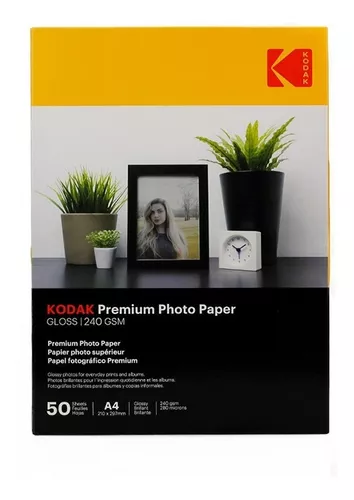 KODAK
KODAK Premium Photo Paper
GLOSS | 240 GSM
Premium Photo Paper
Papier photo supérieur
Papel fotográfico Premium
Glossy photos for everyday prints and albums.
Photos brillantes pour l'impression quotidienne et les albums.
Fotografías brillantes para álbumes y copias informales.
50 Sheets Feuilles Hojas
A4
210 x 297mm
Glossy
Brillant
Brillante
240 gsm
280 microns